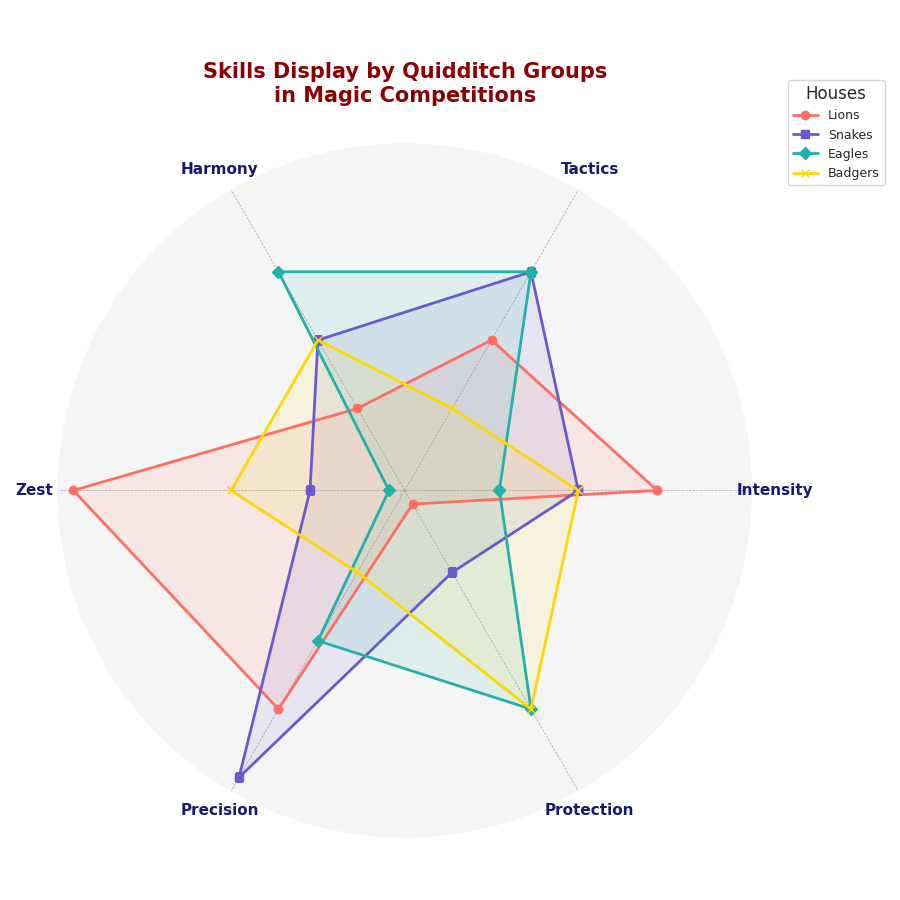 Skills Display by Quidditch Groups
in Magic Competitions
Houses
Lions
Snakes
Eagles
Badgers
Harmony
Tactics
Zest
Intensity
Precision
Protection